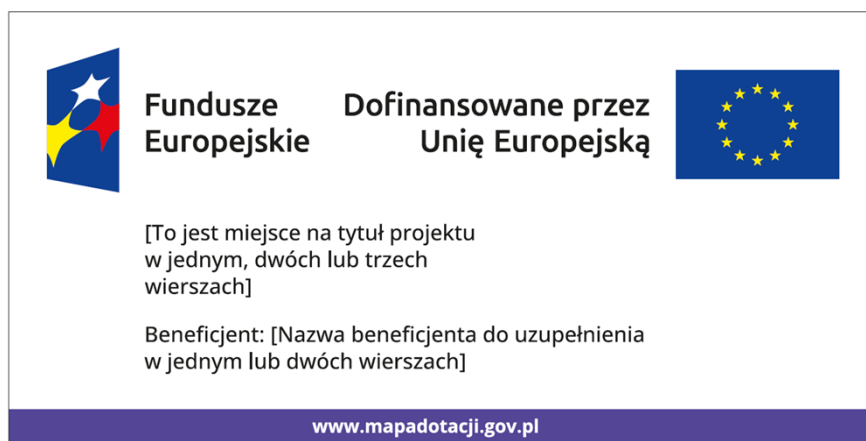 Fundusze
Europejskie
Dofinansowane przez
Unię Europejską
[To jest miejsce na tytuł projektu
w jednym, dwóch lub trzech
wierszach]
Beneficjent: [Nazwa beneficjenta do uzupełnienia
w jednym lub dwóch wierszach]
www.mapadotacji.gov.pl